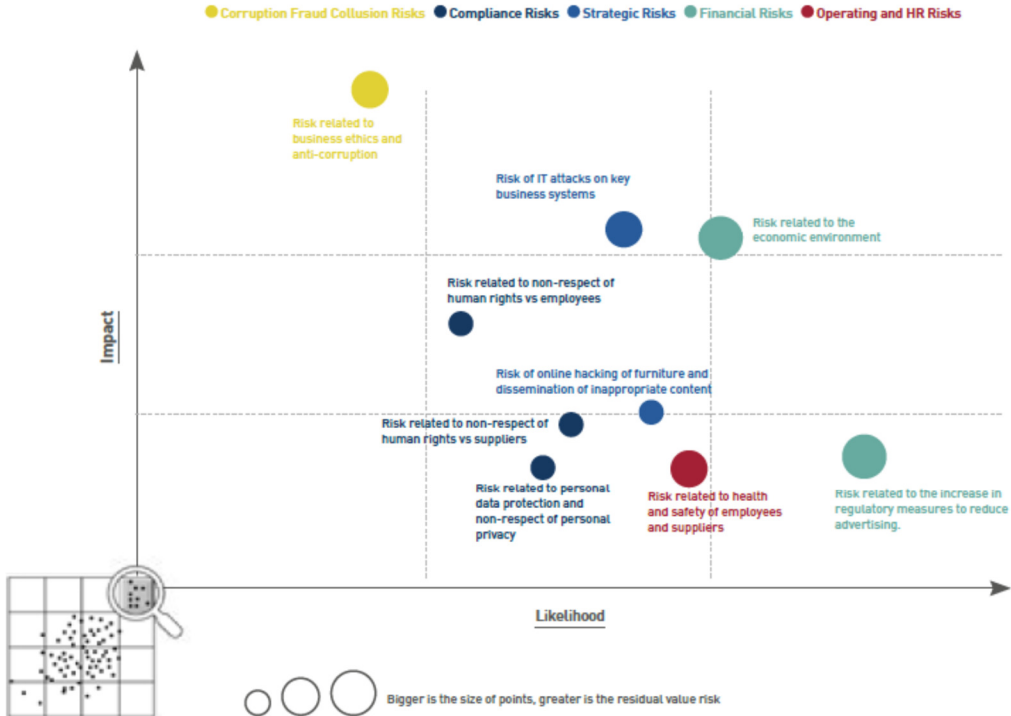 Corruption Fraud Collusion Risks Compliance Risks Strategic Risks Financial Risks Operating and HR Risks
Risk related to
business ethics and
anti-corruption
Risk of IT attacks on key
business systems
Risk related to the
economic environment
Risk related to non-respect of
human rights vs employees
Impact
Risk of online hacking of furniture and
dissemination of inappropriate content
Risk related to non-respect of
human rights vs suppliers
Risk related to personal
data protection and
non-respect of personal
privacy
Risk related to health
and safety of employees
and suppliers
Risk related to the increase in
regulatory measures to reduce
advertising.
Likelihood
Bigger is the size of points, greater is the residual value risk